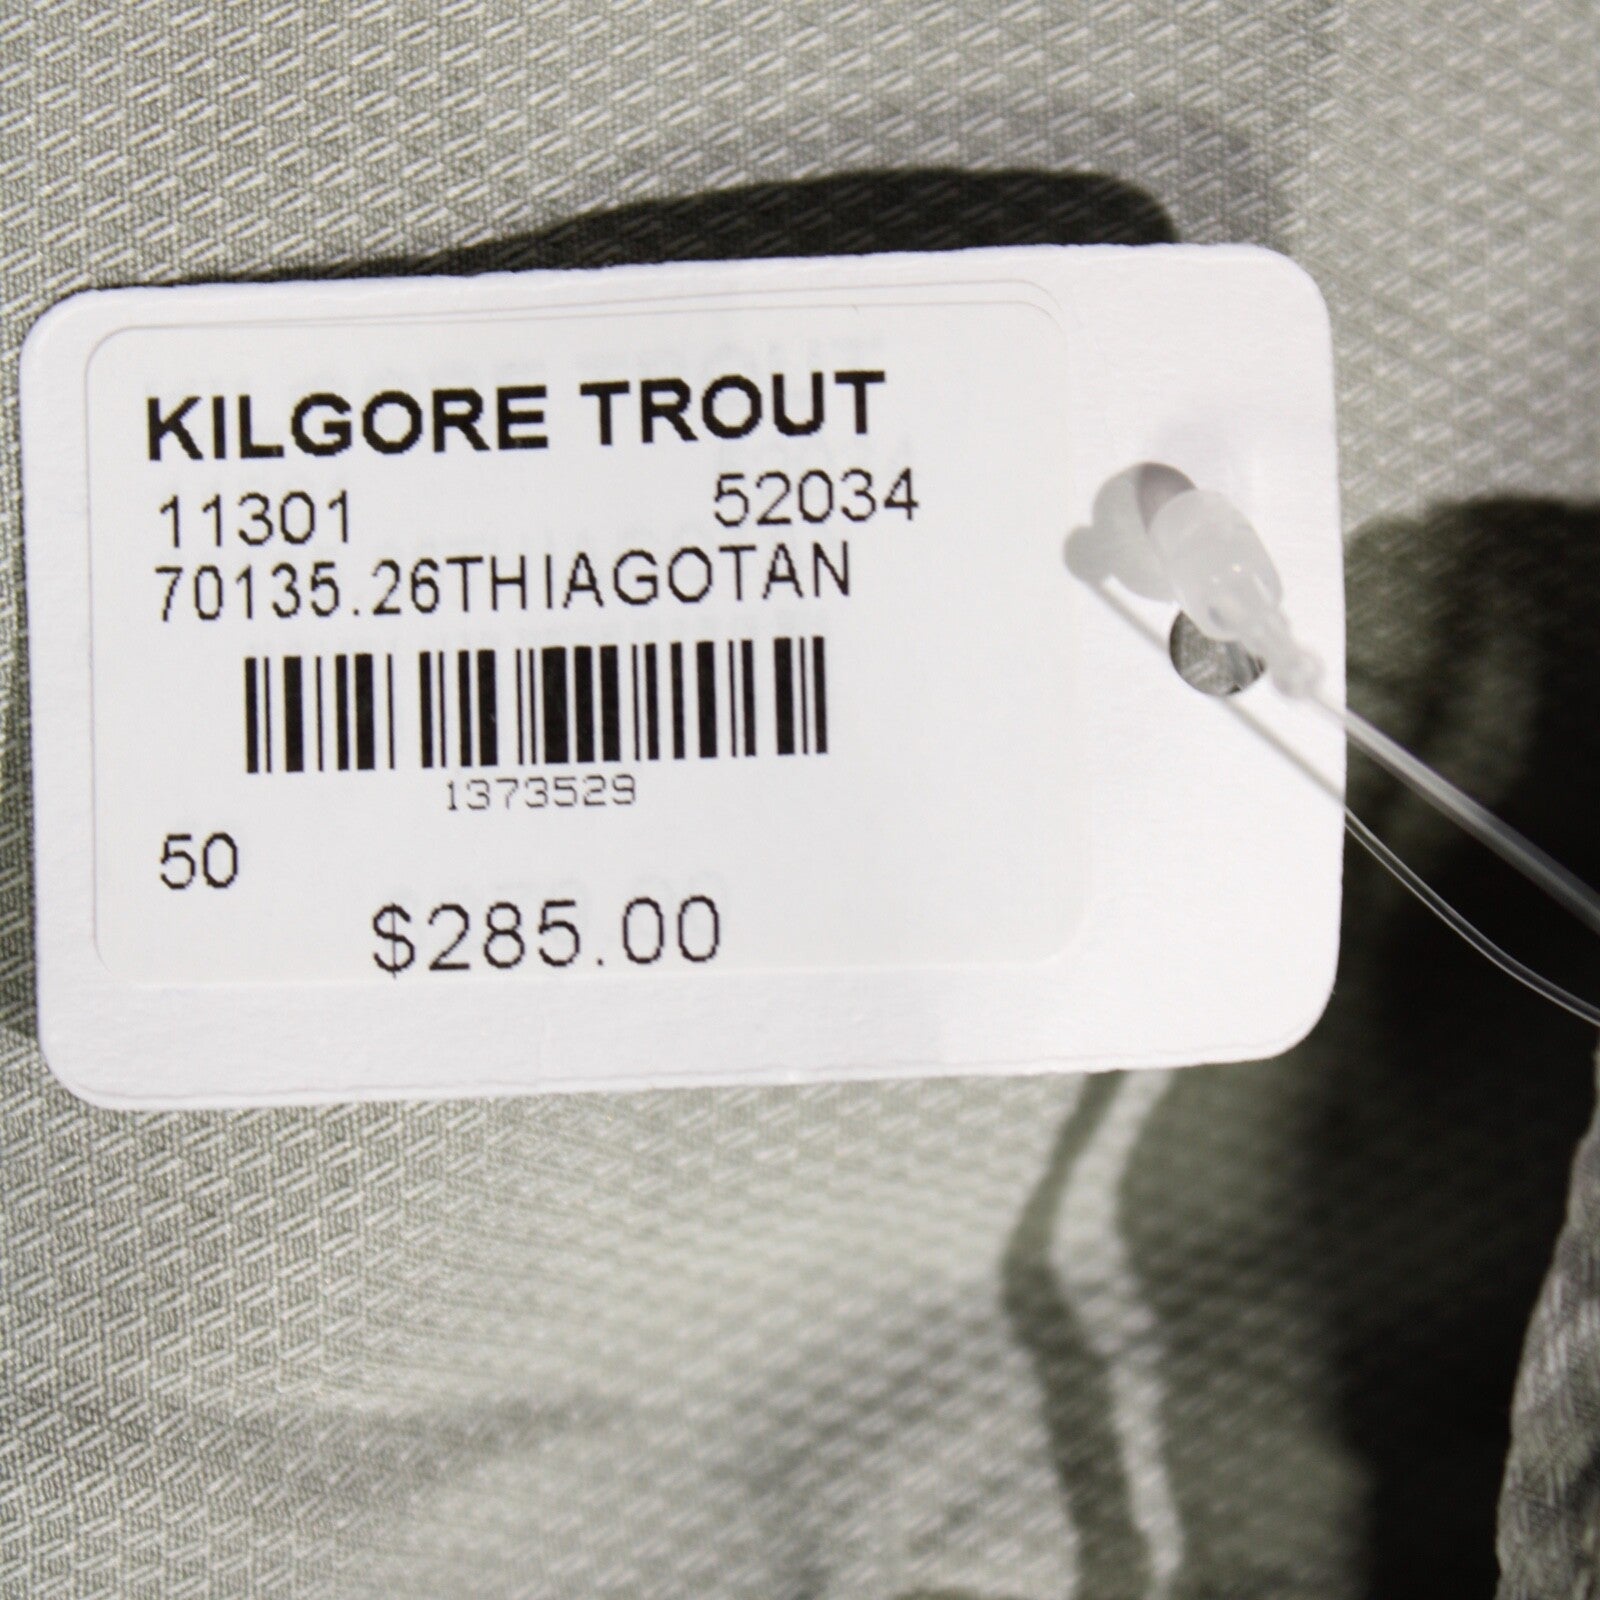 KILGORE TROUT
11301 52034
70135.26THIAGOTAN
1373529
50
$285.00